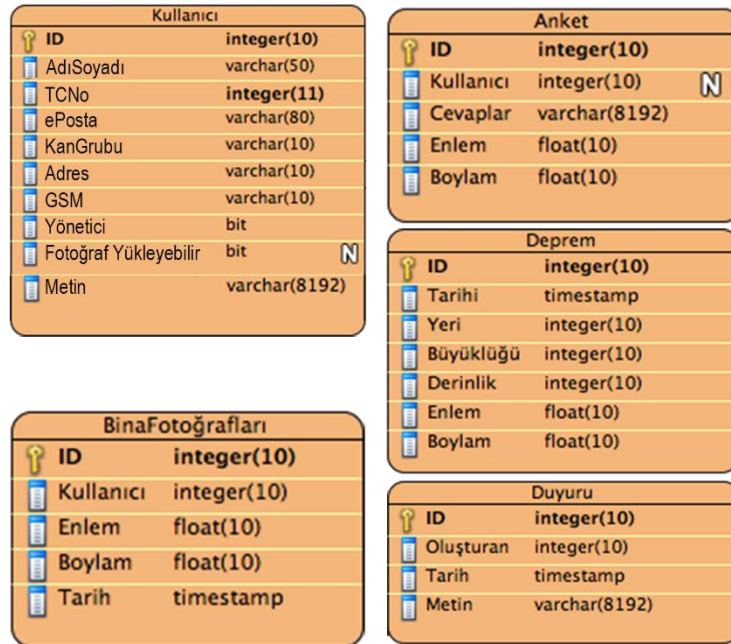 Kullanıcı
ID integer(10)
AdıSoyadı varchar(50)
TCNo integer(11)
ePosta varchar(80)
KanGrubu varchar(10)
Adres varchar(10)
GSM varchar(10)
Yönetici bit
Fotoğraf Yükleyebilir bit N
Metin varchar(8192)
Anket
ID integer(10)
Kullanıcı integer(10) N
Cevaplar varchar(8192)
Enlem float(10)
Boylam float(10)
Deprem
ID integer(10)
Tarihi timestamp
Yeri integer(10)
Büyüklüğü integer(10)
Derinlik integer(10)
Enlem float(10)
Boylam float(10)
BinaFotoğrafları
ID integer(10)
Kullanıcı integer(10)
Enlem float(10)
Boylam float(10)
Tarih timestamp
Duyuru
ID integer(10)
Oluşturan integer(10)
Tarih timestamp
Metin varchar(8192)